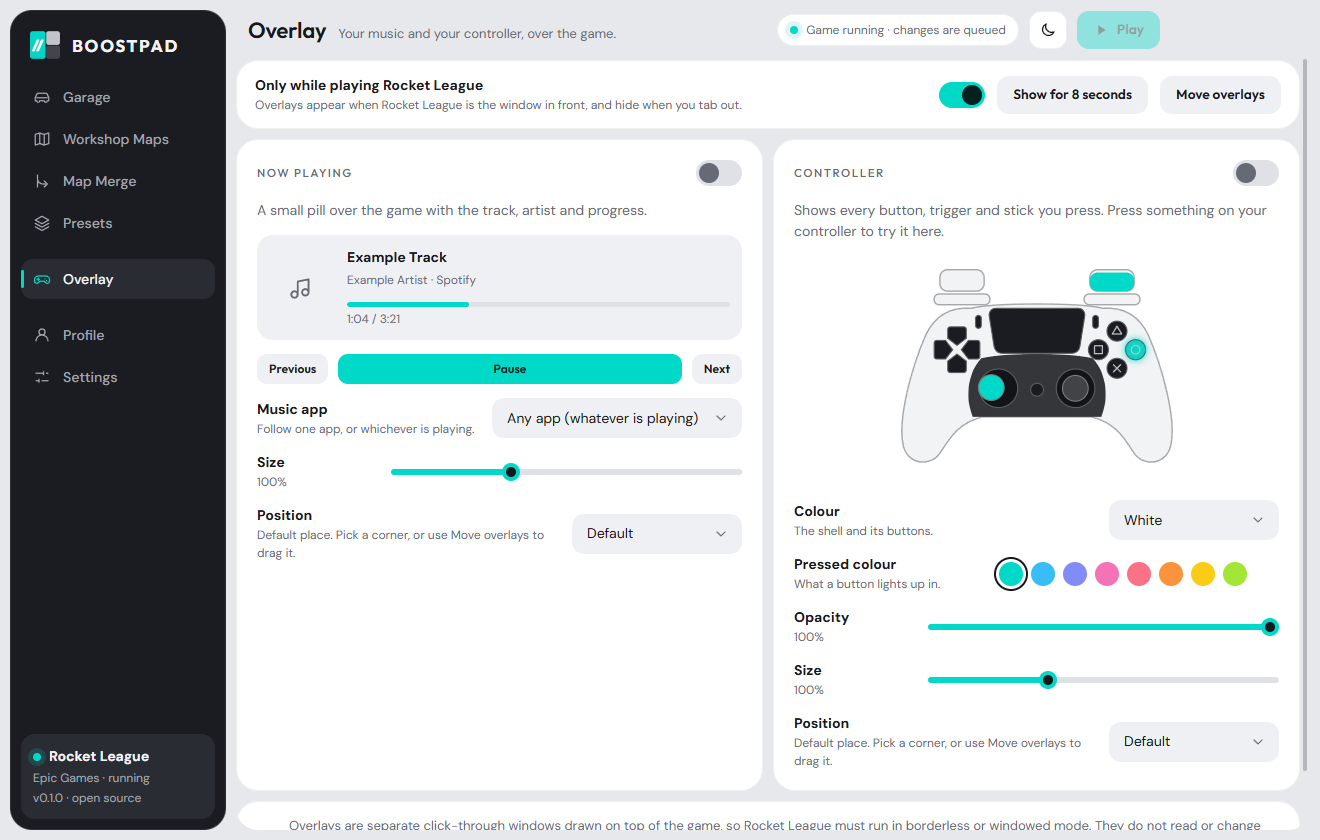 BOOSTPAD
Garage
Workshop Maps
Map Merge
Presets
Overlay
Profile
Settings
Rocket League
Epic Games · running
v0.1.0 · open source
Overlay
Your music and your controller, over the game.
Game running · changes are queued
Play
Only while playing Rocket League
Overlays appear when Rocket League is the window in front, and hide when you tab out.
Show for 8 seconds
Move overlays
NOW PLAYING
A small pill over the game with the track, artist and progress.
Example Track
Example Artist · Spotify
1:04 / 3:21
Previous
Pause
Next
Music app
Follow one app, or whichever is playing.
Any app (whatever is playing)
Size
100%
Position
Default place. Pick a corner, or use Move overlays to
drag it.
Default
CONTROLLER
Shows every button, trigger and stick you press. Press something on your
controller to try it here.
Colour
The shell and its buttons.
White
Pressed colour
What a button lights up in.
Opacity
100%
Size
100%
Position
Default place. Pick a corner, or use Move overlays to
drag it.
Default
Overlays are separate click-through windows drawn on top of the game, so Rocket League must run in borderless or windowed mode. They do not read or change